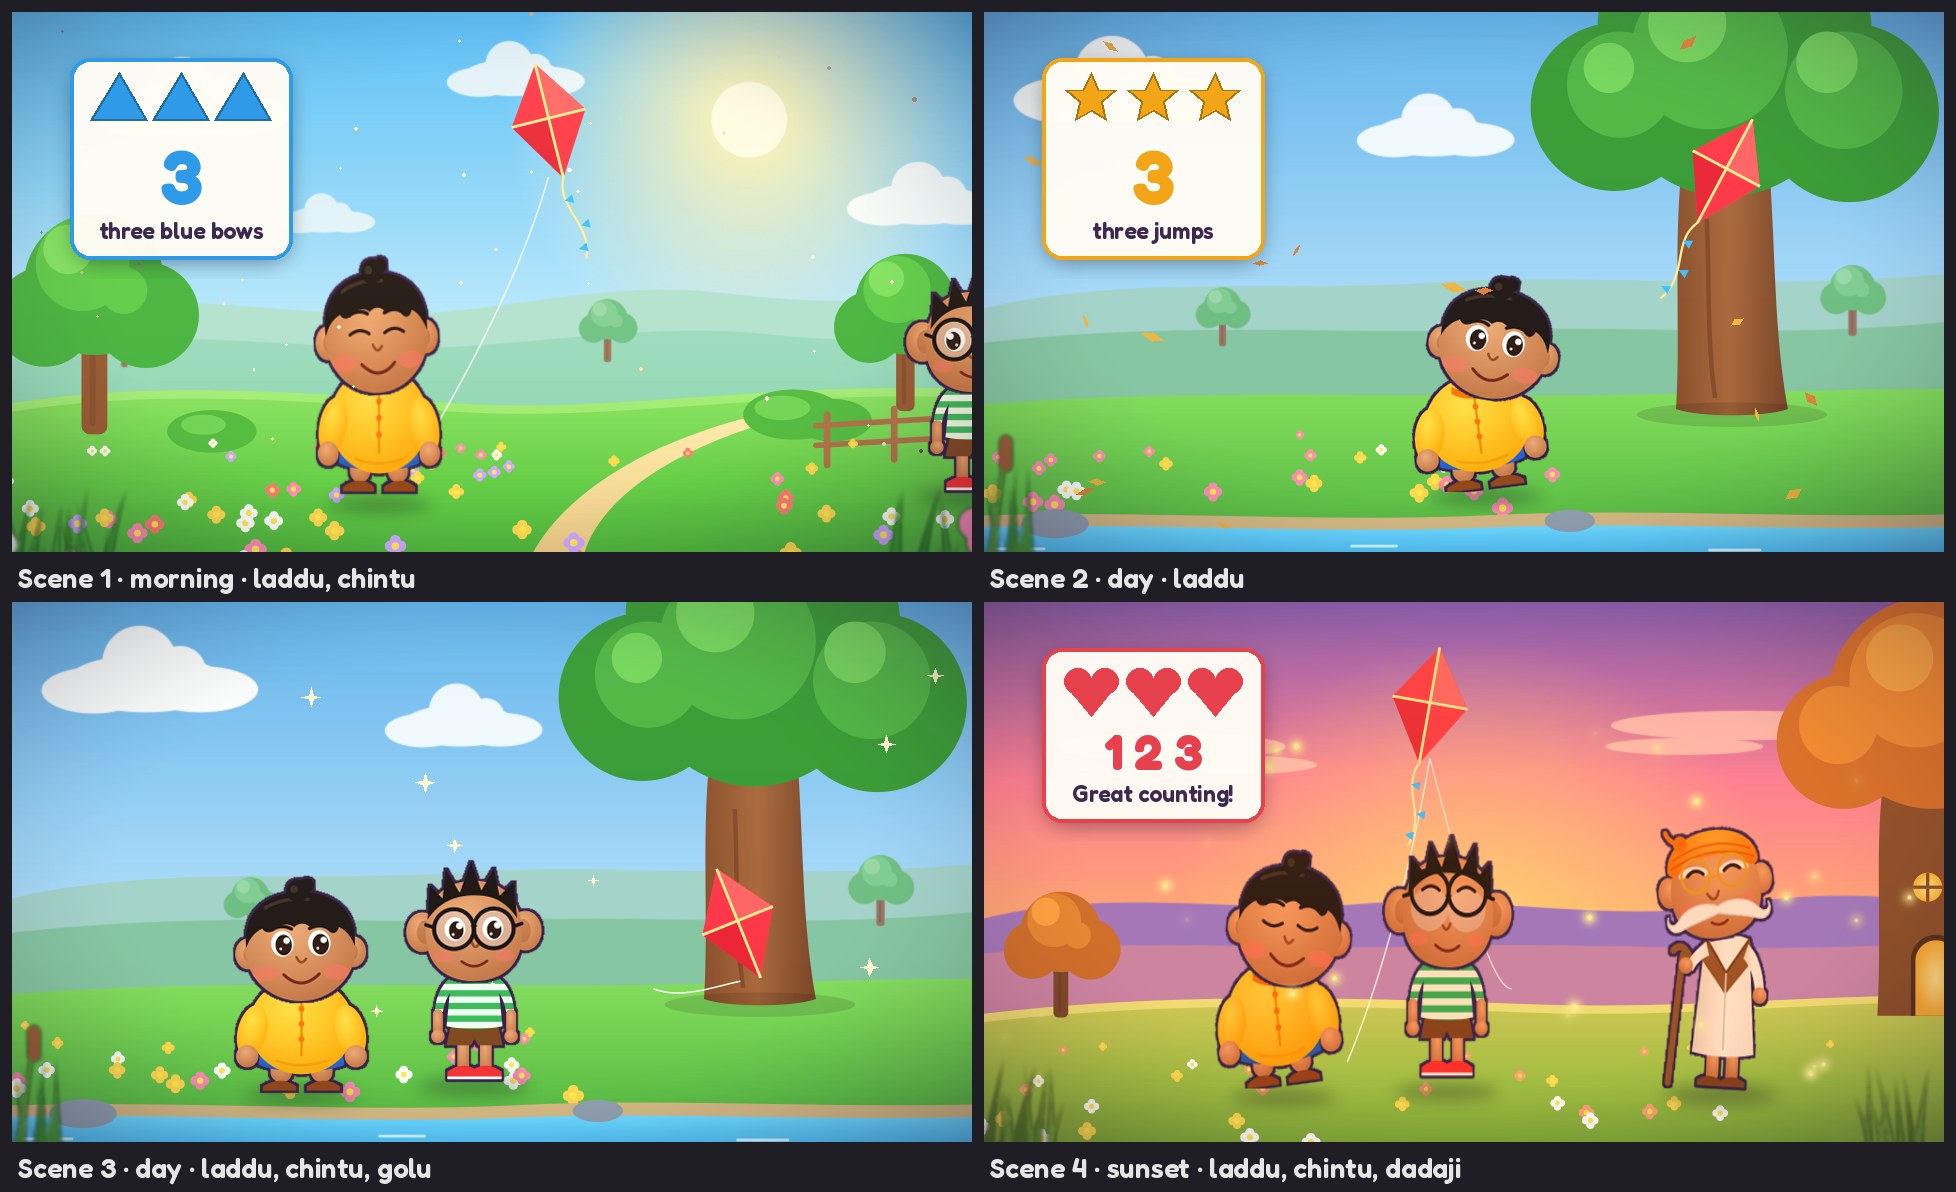 3
three blue bows
Scene 1 · morning · laddu, chintu
3
three jumps
Scene 2 · day · laddu
Scene 3 · day · laddu, chintu, golu
1 2 3
Great counting!
Scene 4 · sunset · laddu, chintu, dadaji